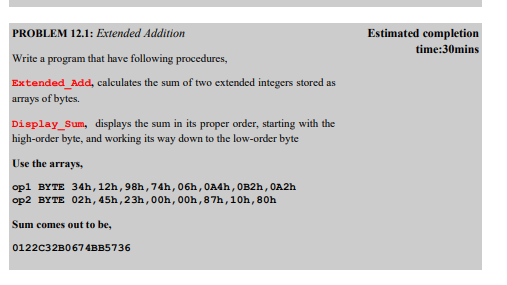 PROBLEM 12.1: Extended Addition
Estimated completion
time:30mins
Write a program that have following procedures,
Extended_Add, calculates the sum of two extended integers stored as
arrays of bytes.
Display_Sum, displays the sum in its proper order, starting with the
high-order byte, and working its way down to the low-order byte
Use the arrays,
op1 BYTE 34h,12h,98h,74h,06h,0A4h,0B2h,0A2h
op2 BYTE 02h,45h,23h,00h,00h,87h,10h,80h
Sum comes out to be,
0122C32B0674BB5736